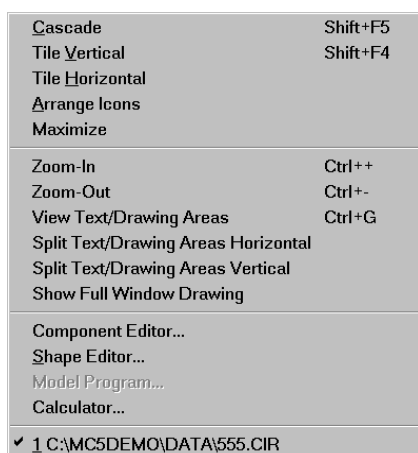 Cascade Shift+F5
Tile Vertical Shift+F4
Tile Horizontal
Arrange Icons
Maximize
Zoom-In Ctrl++
Zoom-Out Ctrl+-
View Text/Drawing Areas Ctrl+G
Split Text/Drawing Areas Horizontal
Split Text/Drawing Areas Vertical
Show Full Window Drawing
Component Editor...
Shape Editor...
Model Program...
Calculator...
✔ 1 C:\MC5DEMO\DATA\555.CIR